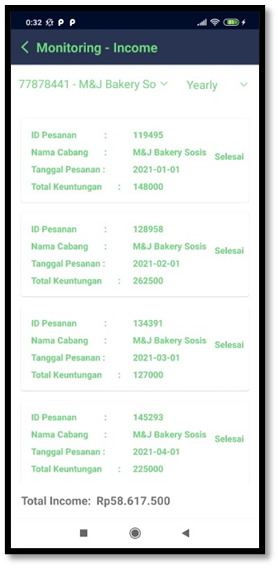 0:32
Monitoring - Income
77878441 - M&J Bakery So Yearly
ID Pesanan : 119495
Nama Cabang : M&J Bakery Sosis Selesai
Tanggal Pesanan : 2021-01-01
Total Keuntungan : 148000
ID Pesanan : 128958
Nama Cabang : M&J Bakery Sosis Selesai
Tanggal Pesanan : 2021-02-01
Total Keuntungan : 262500
ID Pesanan : 134391
Nama Cabang : M&J Bakery Sosis Selesai
Tanggal Pesanan : 2021-03-01
Total Keuntungan : 127000
ID Pesanan : 145293
Nama Cabang : M&J Bakery Sosis Selesai
Tanggal Pesanan : 2021-04-01
Total Keuntungan : 225000
Total Income: Rp58.617.500